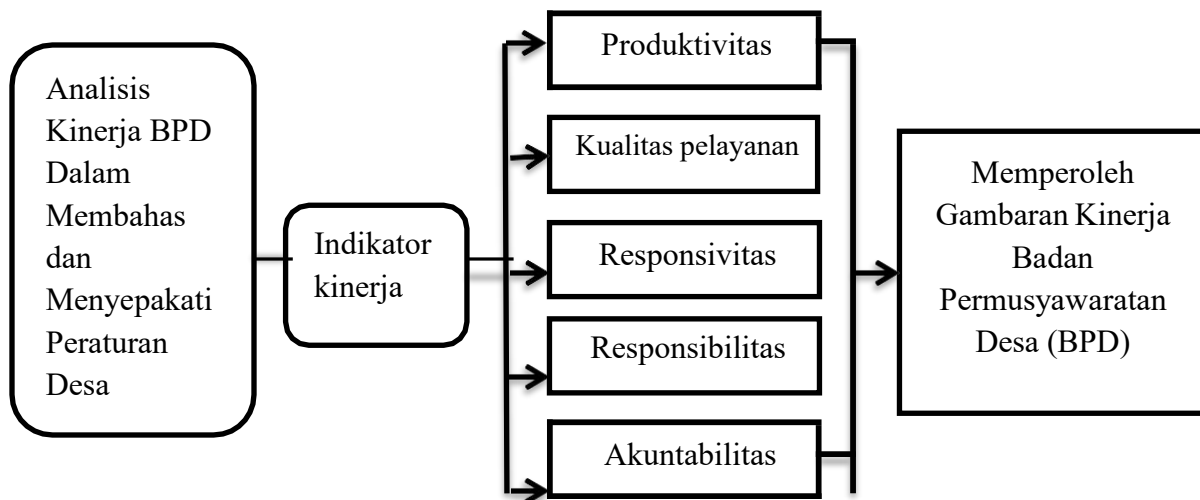 Analisis
Kinerja BPD
Dalam
Membahas
dan
Menyepakati
Peraturan
Desa
Indikator
kinerja
Produktivitas
Kualitas pelayanan
Responsivitas
Responsibilitas
Akuntabilitas
Memperoleh
Gambaran Kinerja
Badan
Permusyawaratan
Desa (BPD)